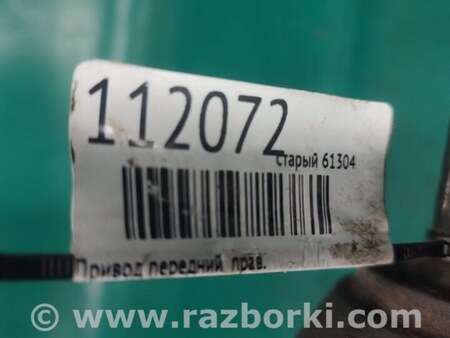 112072
старый 61304
Привод передний прав.
© www.razborki.com